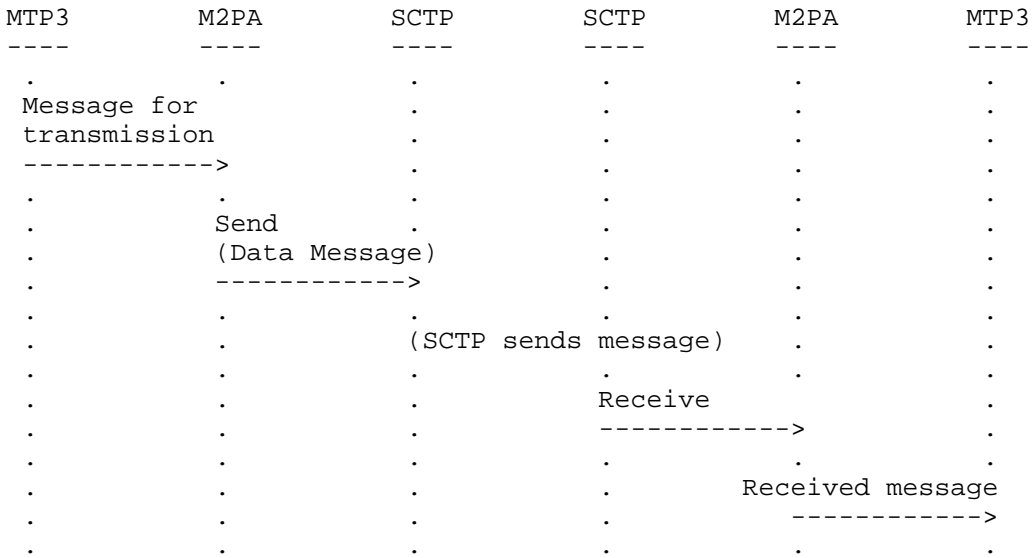 MTP3         M2PA         SCTP         SCTP         M2PA         MTP3
----         ----         ----         ----         ----         ----
 .            .            .            .            .            .
 Message for               .            .            .            .
 transmission              .            .            .            .
 ------------>             .            .            .            .
 .            .            .            .            .            .
 .            Send         .            .            .            .
 .            (Data Message)            .            .            .
 .            ------------>             .            .            .
 .            .            .            .            .            .
 .            .            (SCTP sends message)      .            .
 .            .            .            .            .            .
 .            .            .            Receive                   .
 .            .            .            ------------>             .
 .            .            .            .            .            .
 .            .            .            .         Received message
 .            .            .            .            ------------>
 .            .            .            .            .            .